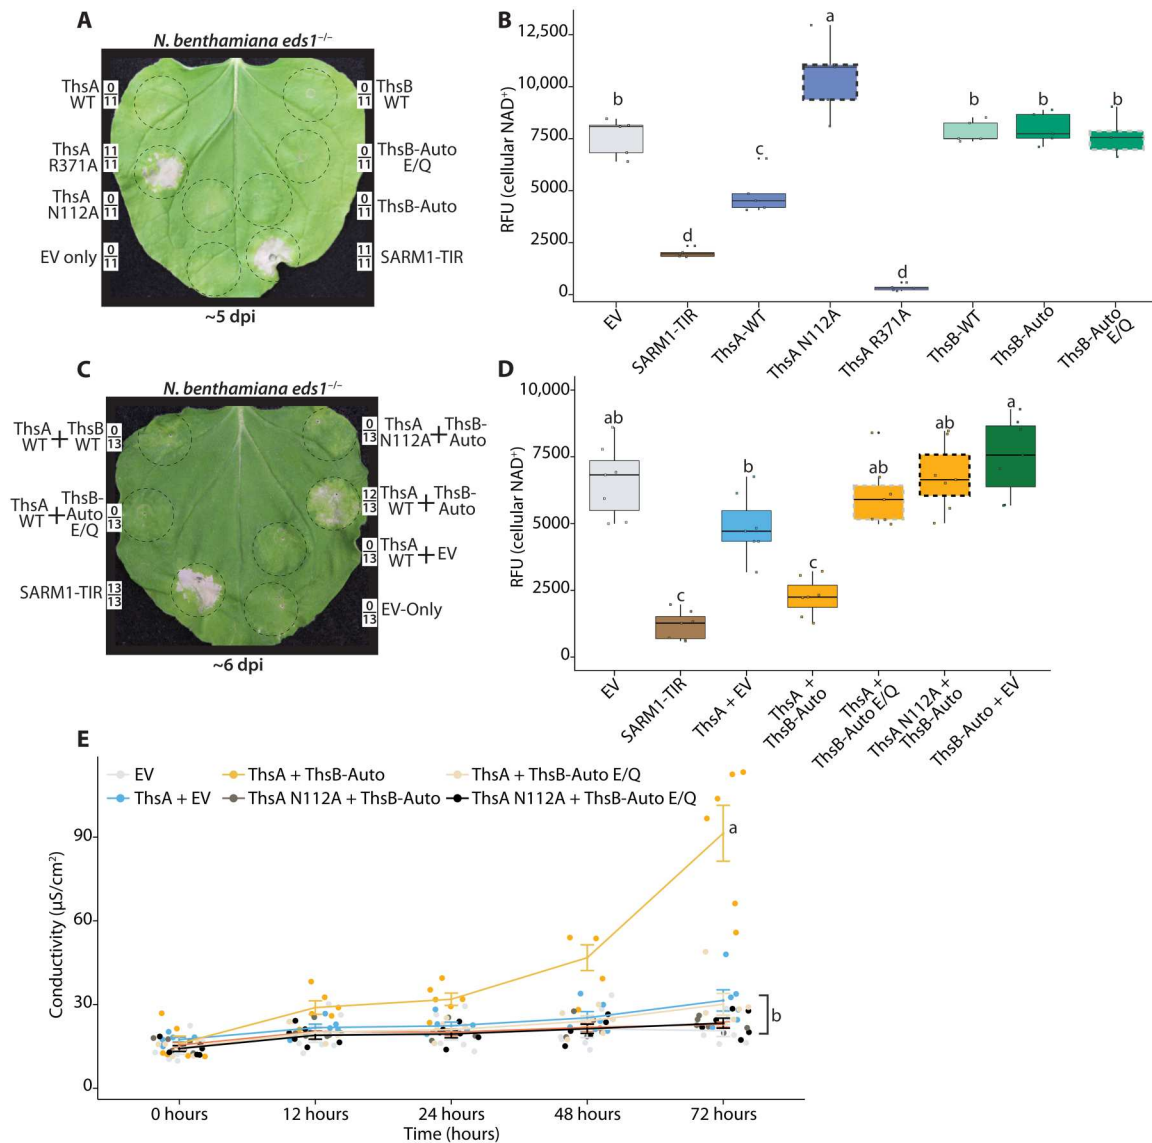 A
N. benthamiana eds1⁻/⁻
ThsA
WT
0
11
ThsA
R371A
11
11
ThsA
N112A
0
11
EV only
0
11
0
11
ThsB
WT
0
11
ThsB-Auto
E/Q
0
11
ThsB-Auto
11
11
SARM1-TIR
~5 dpi
B
RFU (cellular NAD⁺)
12,500
10,000
7500
5000
2500
0
b
d
c
a
d
b
b
b
EV
SARM1-TIR
ThsA-WT
ThsA N112A
ThsA R371A
ThsB-WT
ThsB-Auto
ThsB-Auto
E/Q
C
N. benthamiana eds1⁻/⁻
ThsA
WT
+
ThsB
WT
0
13
ThsA
WT
+
ThsB-
Auto
E/Q
0
13
SARM1-TIR
13
13
0
13
ThsA
N112A
+
ThsB-
Auto
12
13
ThsA
WT
+
ThsB-
Auto
0
13
ThsA
WT
+
EV
0
13
EV-Only
~6 dpi
D
RFU (cellular NAD⁺)
10,000
7500
5000
2500
0
ab
c
b
c
ab
ab
a
EV
SARM1-TIR
ThsA + EV
ThsA +
ThsB-Auto
ThsA +
ThsB-Auto E/Q
ThsA N112A +
ThsB-Auto
ThsB-Auto + EV
E
EV
ThsA + ThsB-Auto
ThsA + ThsB-Auto E/Q
ThsA + EV
ThsA N112A + ThsB-Auto
ThsA N112A + ThsB-Auto E/Q
Conductivity (µS/cm²)
90
60
30
0
a
b
0 hours
12 hours
24 hours
48 hours
72 hours
Time (hours)